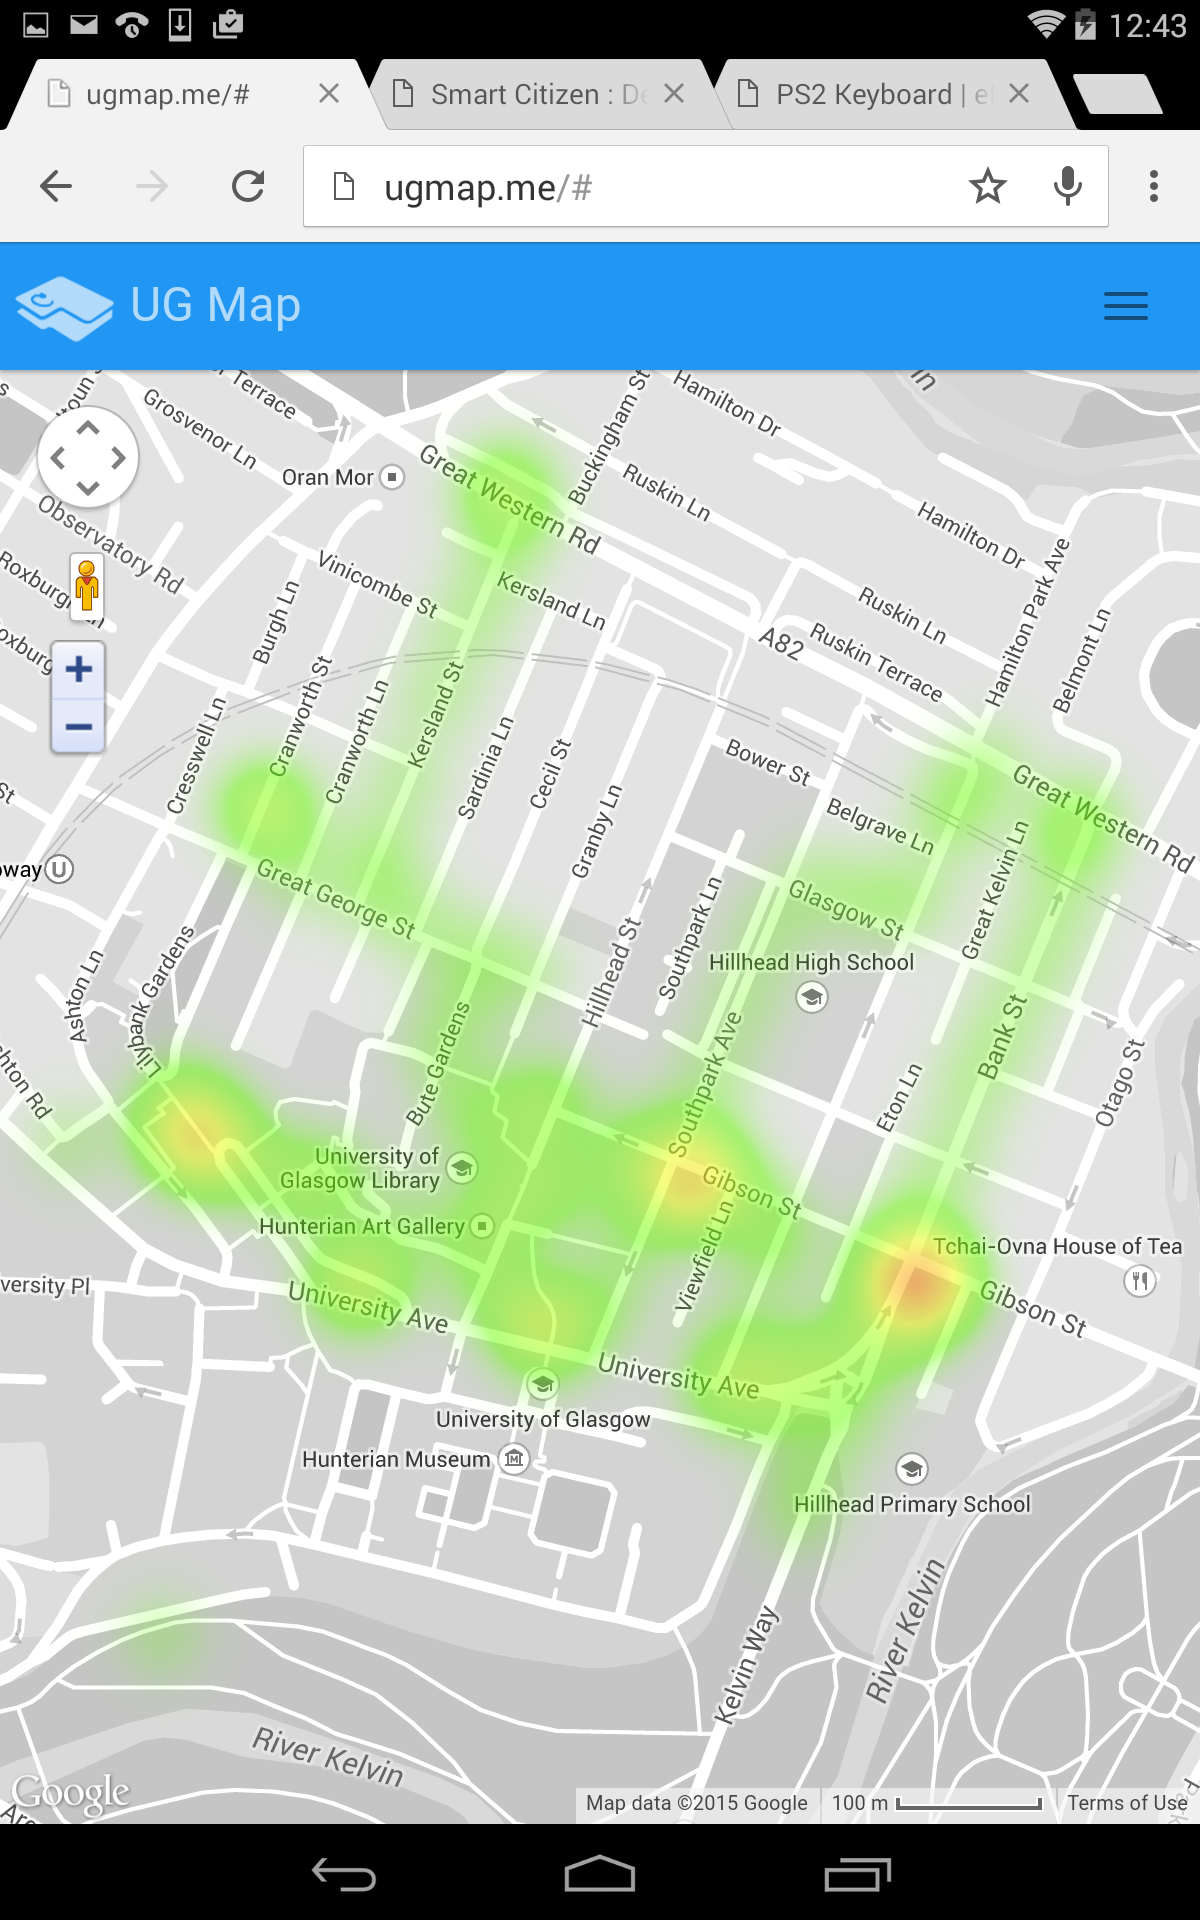 12:43
ugmap.me/#
Smart Citizen : De
PS2 Keyboard | e
ugmap.me/#
UG Map
Terrace
Grosvenor Ln
Buckingham St
Hamilton Dr
Oran Mor
Great Western Rd
Ruskin Ln
Hamilton Dr
Observatory Rd
Vinicombe St
Kersland Ln
Burgh Ln
Ruskin Ln
Hamilton Park Ave
Belmont Ln
A82
Ruskin Terrace
Cresswell Ln
Cranworth St
Cranworth Ln
Kersland St
Sardinia Ln
Cecil St
Granby Ln
Bower St
Belgrave Ln
Great Western Rd
Great Kelvin Ln
U
Great George St
Glasgow St
Hillhead High School
Ashton Ln
Lilybank Gardens
Hillhead St
Southpark Ln
Southpark Ave
Bank St
Otago St
Eton Ln
Bute Gardens
University of
Glasgow Library
Gibson St
Hunterian Art Gallery
Viewfield Ln
Tchai-Ovna House of Tea
versity Pl
University Ave
Gibson St
University Ave
University of Glasgow
Hunterian Museum
Hillhead Primary School
Kelvin Way
River Kelvin
River Kelvin
Google
Map data ©2015 Google
100 m
Terms of Use